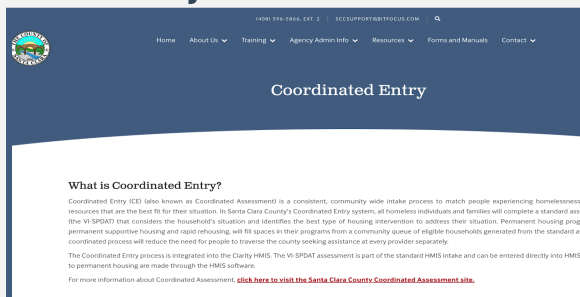 (408) 596-5866, EXT. 2 | SCCSUPPORT@BITFOCUS.COM
THE COUNTY OF SANTA CLARA
Home About Us Training Agency Admin Info Resources Forms and Manuals Contact
Coordinated Entry
What is Coordinated Entry?
Coordinated Entry (CE) (also known as Coordinated Assessment) is a consistent, community wide intake process to match people experiencing homelessness
resources that are the best fit for their situation. In Santa Clara County's Coordinated Entry system, all homeless individuals and families will complete a standard ass
(the VI-SPDAT) that considers the household's situation and identifies the best type of housing intervention to address their situation. Permanent housing prog
permanent supportive housing and rapid rehousing, will fill spaces in their programs from a community queue of eligible households generated from the standard a
coordinated process will reduce the need for people to traverse the county seeking assistance at every provider separately.
The Coordinated Entry process is integrated into the Clarity HMIS. The VI-SPDAT assessment is part of the standard HMIS intake and can be entered directly into HMIS
to permanent housing are made through the HMIS software.
For more information about Coordinated Assessment, click here to visit the Santa Clara County Coordinated Assessment site.